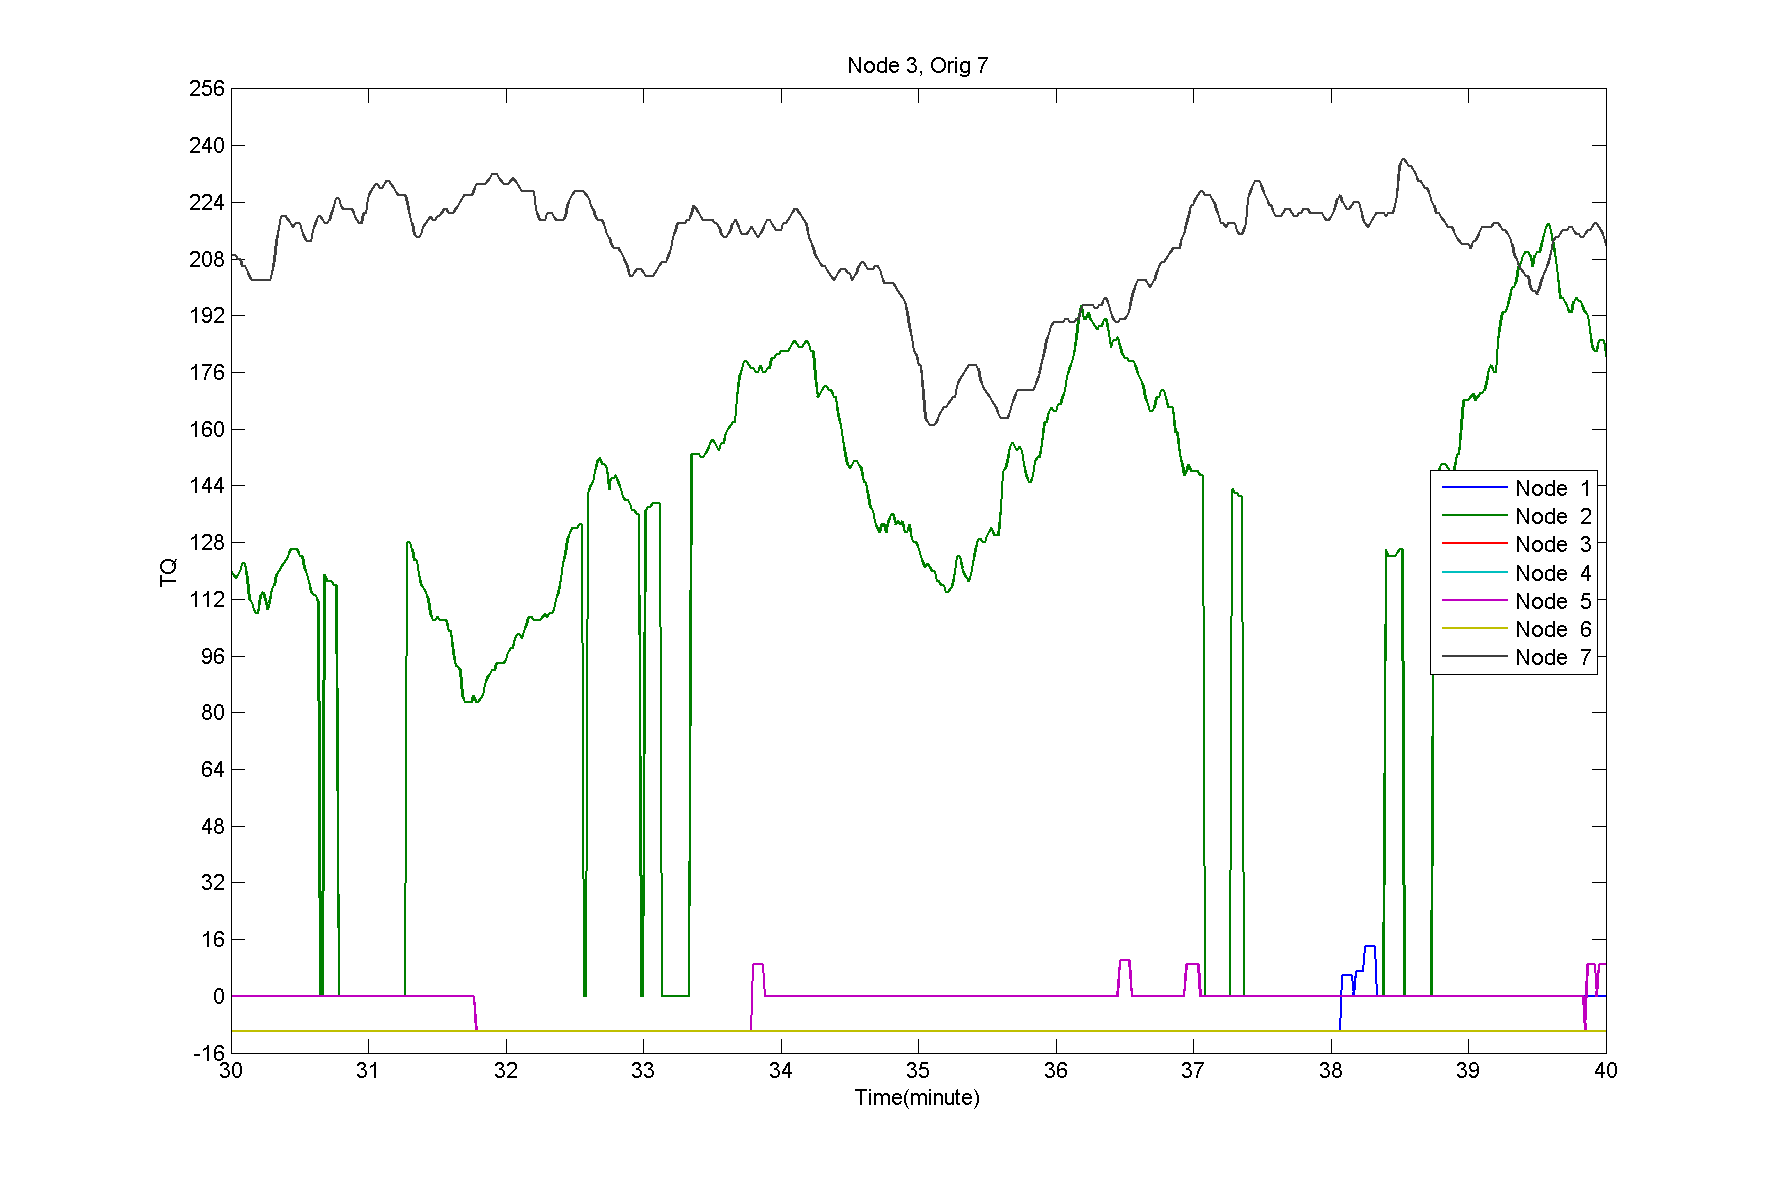 Node 3, Orig 7
256
240
224
208
192
176
160
144
128
112
96
80
64
48
32
16
0
-16
TQ
Node 1
Node 2
Node 3
Node 4
Node 5
Node 6
Node 7
30 31 32 33 34 35 36 37 38 39 40
Time(minute)